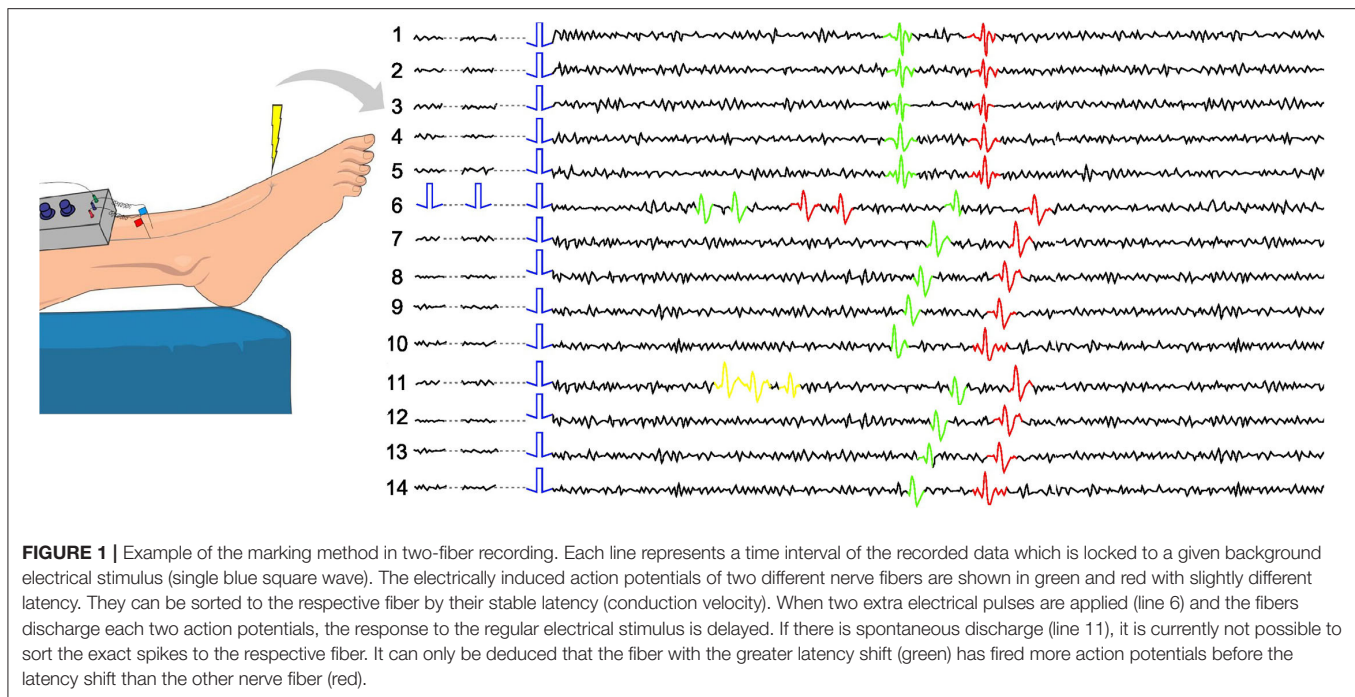 1
2
3
4
5
6
7
8
9
10
11
12
13
14
FIGURE 1 | Example of the marking method in two-fiber recording. Each line represents a time interval of the recorded data which is locked to a given background
electrical stimulus (single blue square wave). The electrically induced action potentials of two different nerve fibers are shown in green and red with slightly different
latency. They can be sorted to the respective fiber by their stable latency (conduction velocity). When two extra electrical pulses are applied (line 6) and the fibers
discharge each two action potentials, the response to the regular electrical stimulus is delayed. If there is spontaneous discharge (line 11), it is currently not possible to
sort the exact spikes to the respective fiber. It can only be deduced that the fiber with the greater latency shift (green) has fired more action potentials before the
latency shift than the other nerve fiber (red).